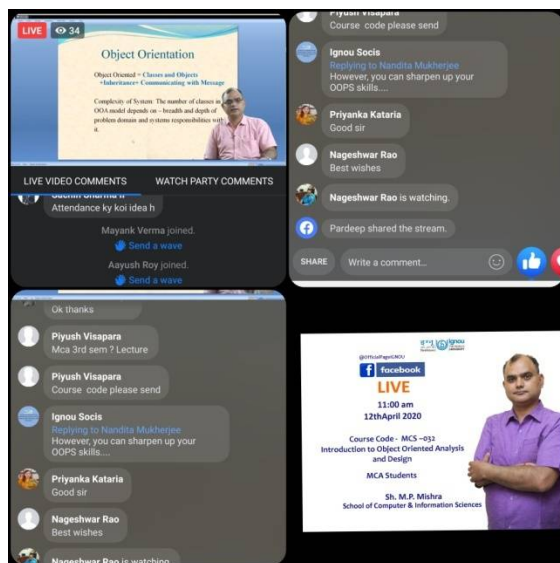 LIVE 34
Object Orientation
Object Oriented = Classes and Objects
+Inheritance+ Communicating with Message
Complexity of System: The number of classes in
OOA model depends on – breadth and depth of
problem domain and systems responsibilities with
it.
LIVE VIDEO COMMENTS WATCH PARTY COMMENTS
Attendance ky koi idea h
Mayank Verma joined.
Send a wave
Aayush Roy joined.
Send a wave
Piyush Visapara
Course code please send
Ignou Socis
Replying to Nandita Mukherjee
However, you can sharpen up your
OOPS skills....
Priyanka Kataria
Good sir
Nageshwar Rao
Best wishes
Nageshwar Rao is watching.
Pardeep shared the stream.
SHARE Write a comment...
Ok thanks
Piyush Visapara
Mca 3rd sem ? Lecture
Piyush Visapara
Course code please send
Ignou Socis
Replying to Nandita Mukherjee
However, you can sharpen up your
OOPS skills....
Priyanka Kataria
Good sir
Nageshwar Rao
Best wishes
Nageshwar Rao is watching
ignou
@OfficialPageIGNOU
f facebook
LIVE
11:00 am
12thApril 2020
Course Code - MCS -032
Introduction to Object Oriented Analysis
and Design
MCA Students
Sh. M.P. Mishra
School of Computer & Information Sciences